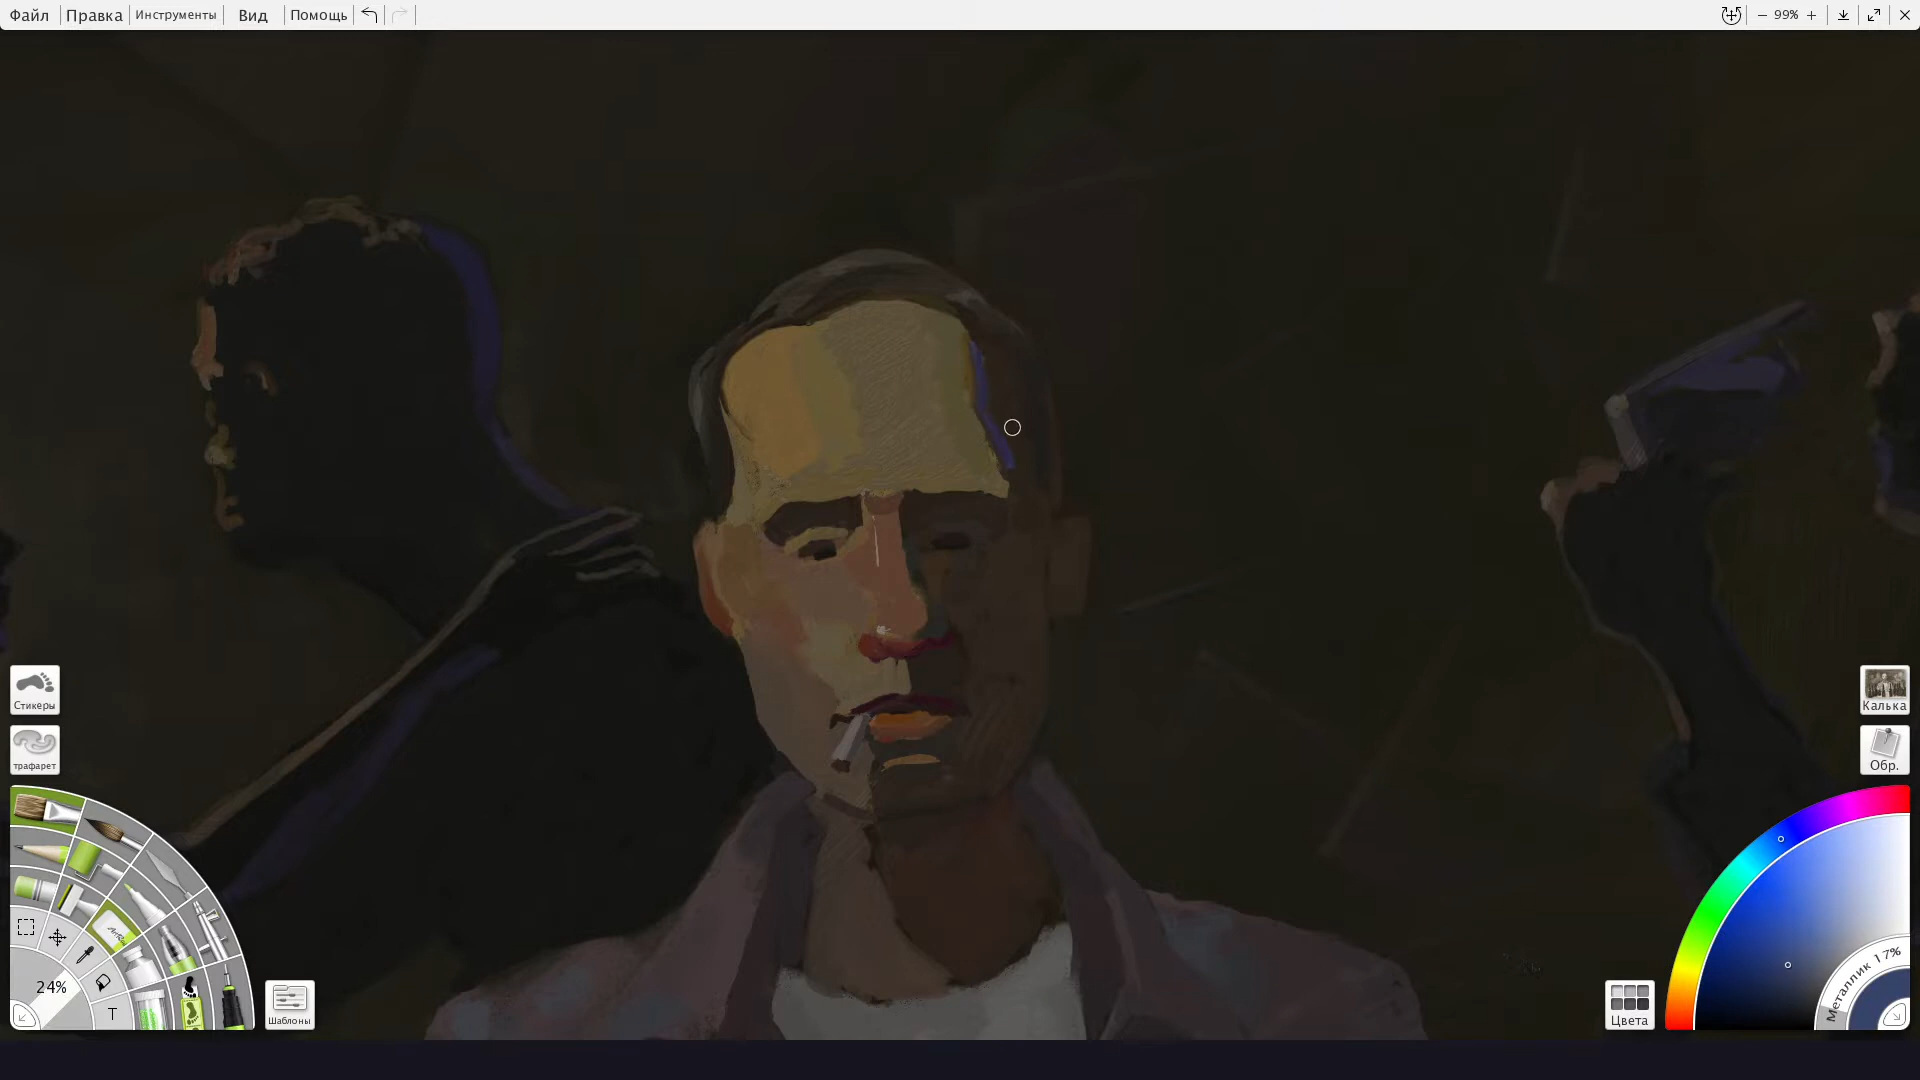 Файл Правка Инструменты Вид Помощь
99%
Стикеры
трафарет
Калька
Обр.
24%
T
Шаблоны
Цвета
Металлик 17%